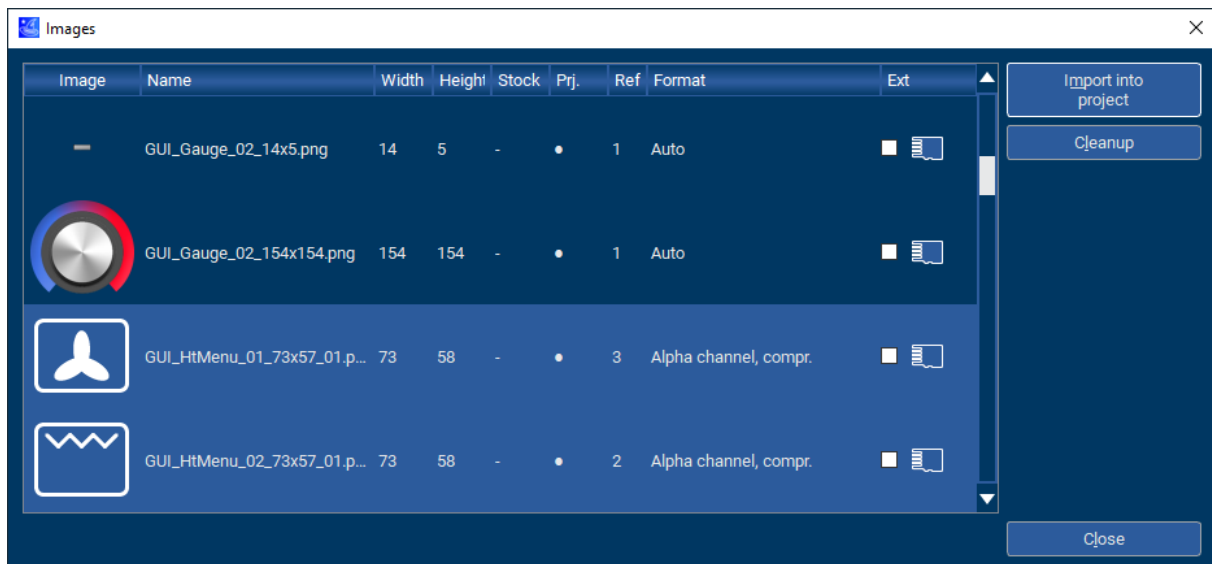 Images
Image Name Width Height Stock Prj. Ref Format Ext
GUI_Gauge_02_14x5.png 14 5 - • 1 Auto
GUI_Gauge_02_154x154.png 154 154 - • 1 Auto
GUI_HtMenu_01_73x57_01.p... 73 58 - • 3 Alpha channel, compr.
GUI_HtMenu_02_73x57_01.p... 73 58 - • 2 Alpha channel, compr.
Import into
project
Cleanup
Close